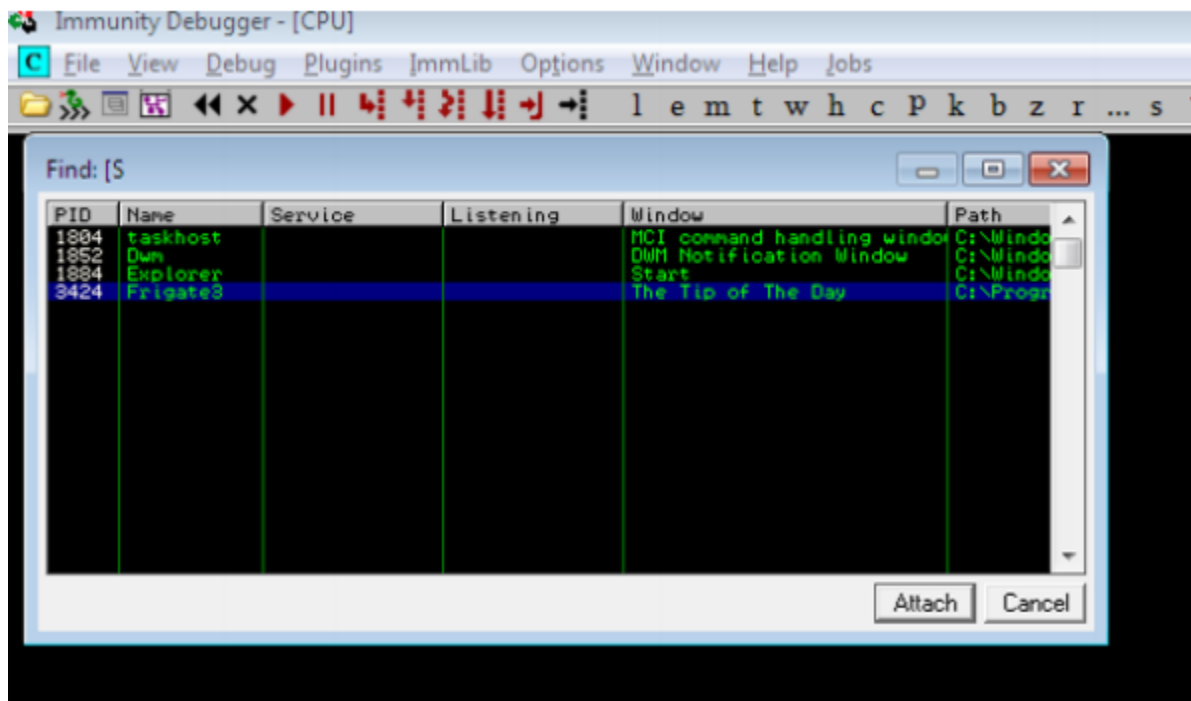 Immunity Debugger - [CPU]
C File View Debug Plugins ImmLib Options Window Help Jobs
l e m t w h c P k b z r ... s
Find: [S
PID Name Service Listening Window Path
1804 taskhost MCI command handling windo C:\Windo
1852 Dwm DWM Notification Window C:\Windo
1884 Explorer Start C:\Windo
3424 Frigate3 The Tip of The Day C:\Progr
Attach Cancel